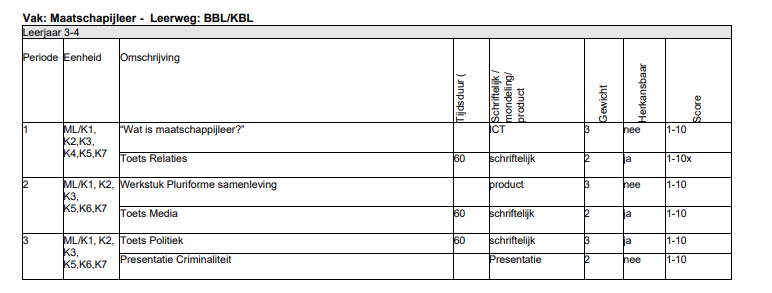 Vak: Maatschapijleer - Leerweg: BBL/KBL
Leerjaar 3-4
Periode Eenheid Omschrijving Tijdsduur ( Schriftelijk / mondeling/ product Gewicht Herkansbaar Score
1 ML/K1, K2,K3, K4,K5,K7 “Wat is maatschappijleer?” ICT 3 nee 1-10
Toets Relaties 60 schriftelijk 2 ja 1-10x
2 ML/K1, K2, K3, K5,K6,K7 Werkstuk Pluriforme samenleving product 3 nee 1-10
Toets Media 60 schriftelijk 2 ja 1-10
3 ML/K1, K2, K3, K5,K6,K7 Toets Politiek 60 schriftelijk 3 ja 1-10
Presentatie Criminaliteit Presentatie 2 nee 1-10